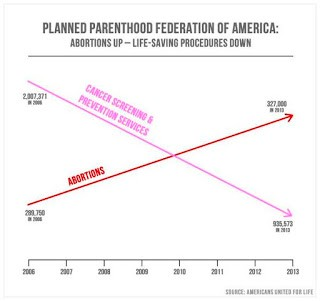 PLANNED PARENTHOOD FEDERATION OF AMERICA:
ABORTIONS UP – LIFE-SAVING PROCEDURES DOWN
CANCER SCREENING &
PREVENTION SERVICES
2,007,371
IN 2006
327,000
IN 2013
ABORTIONS
289,750
IN 2006
935,573
IN 2013
2006 2007 2008 2009 2010 2011 2012 2013
SOURCE: AMERICANS UNITED FOR LIFE